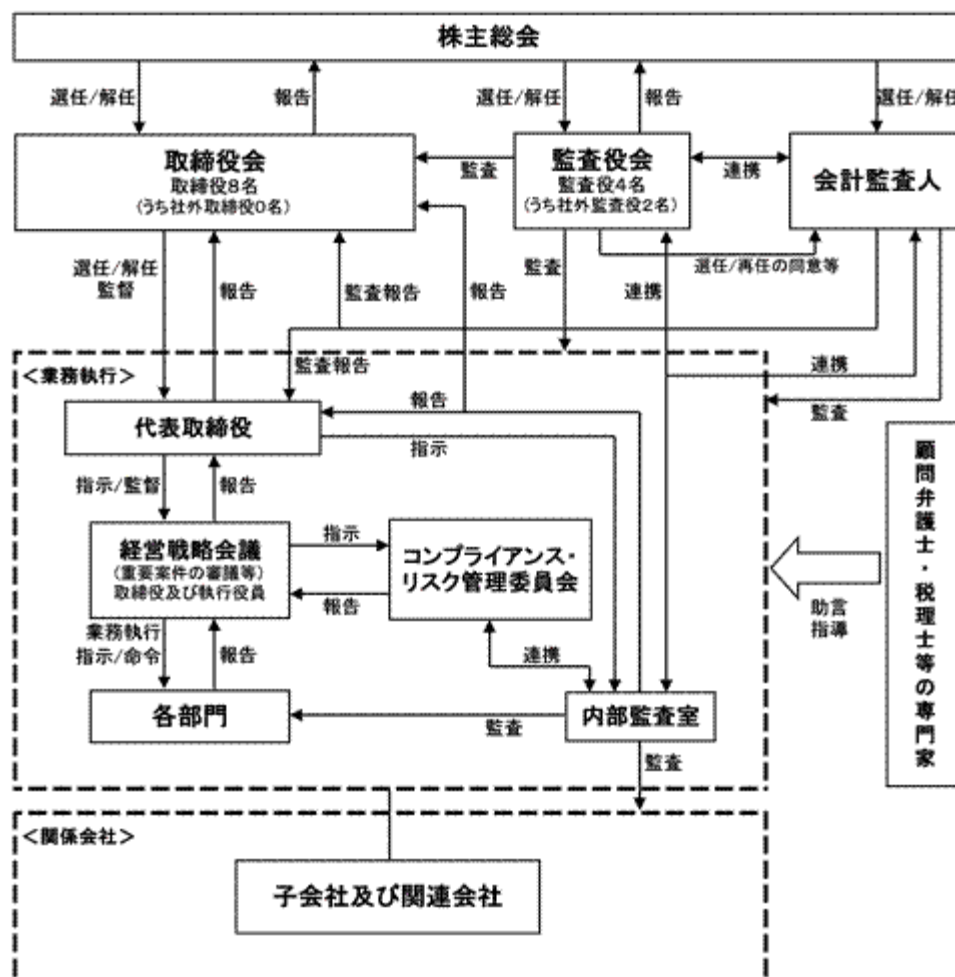 株主総会
選任/解任
報告
選任/解任
報告
選任/解任
取締役会
取締役8名
(うち社外取締役0名)
監査
監査役会
監査役4名
(うち社外監査役2名)
連携
会計監査人
選任/解任
監督
報告
監査報告
報告
監査
連携
選任/再任の同意等
<業務執行>
監査報告
連携
監査
代表取締役
報告
指示
指示/監督
報告
経営戦略会議
(重要案件の審議等)
取締役及び執行役員
指示
報告
コンプライアンス・
リスク管理委員会
助言
指導
顧問弁護士・税理士等の専門家
業務執行
指示/命令
報告
連携
各部門
監査
内部監査室
監査
<関係会社>
子会社及び関連会社